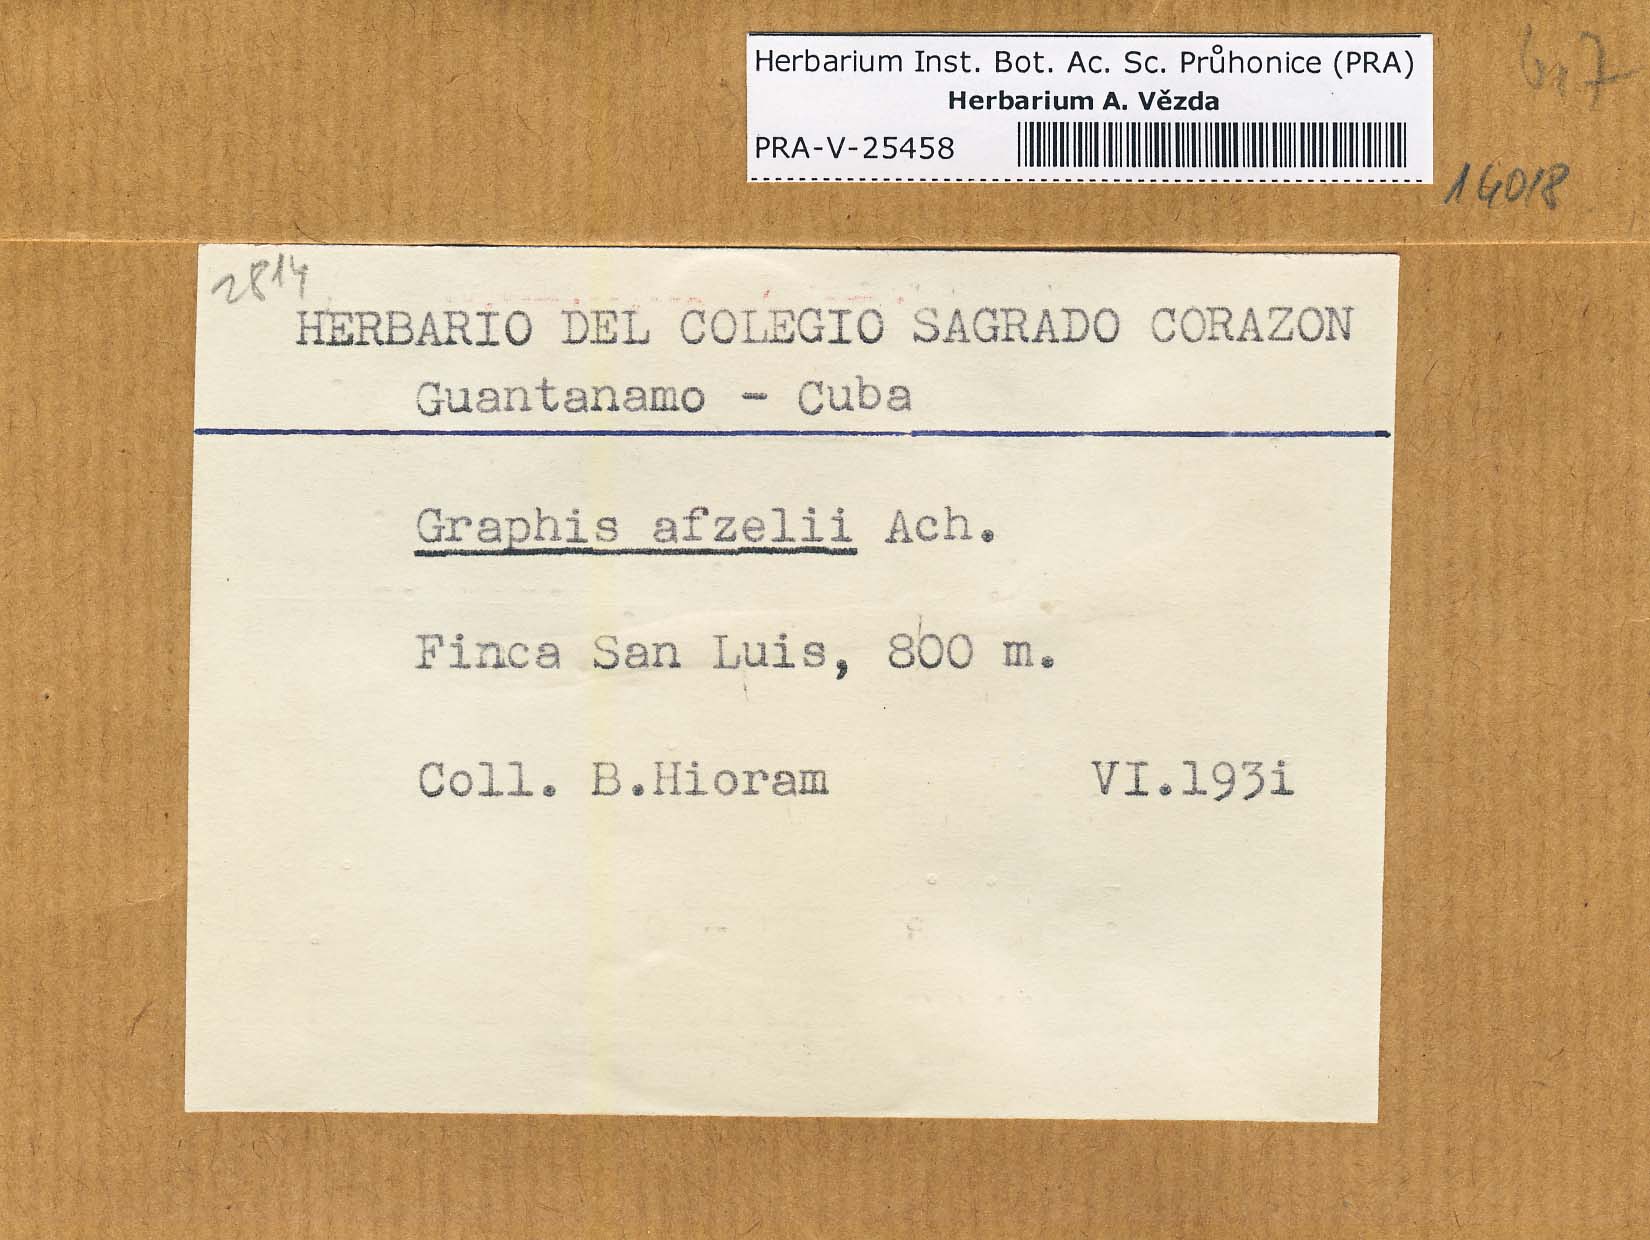 Herbarium Inst. Bot. Ac. Sc. Průhonice (PRA)
Herbarium A. Vězda
PRA-V-25458
14018
2814
HERBARIO DEL COLEGIO SAGRADO CORAZON
Guantanamo - Cuba
Graphis afzelii Ach.
Finca San Luis, 800 m.
Coll. B.Hioram VI.193i